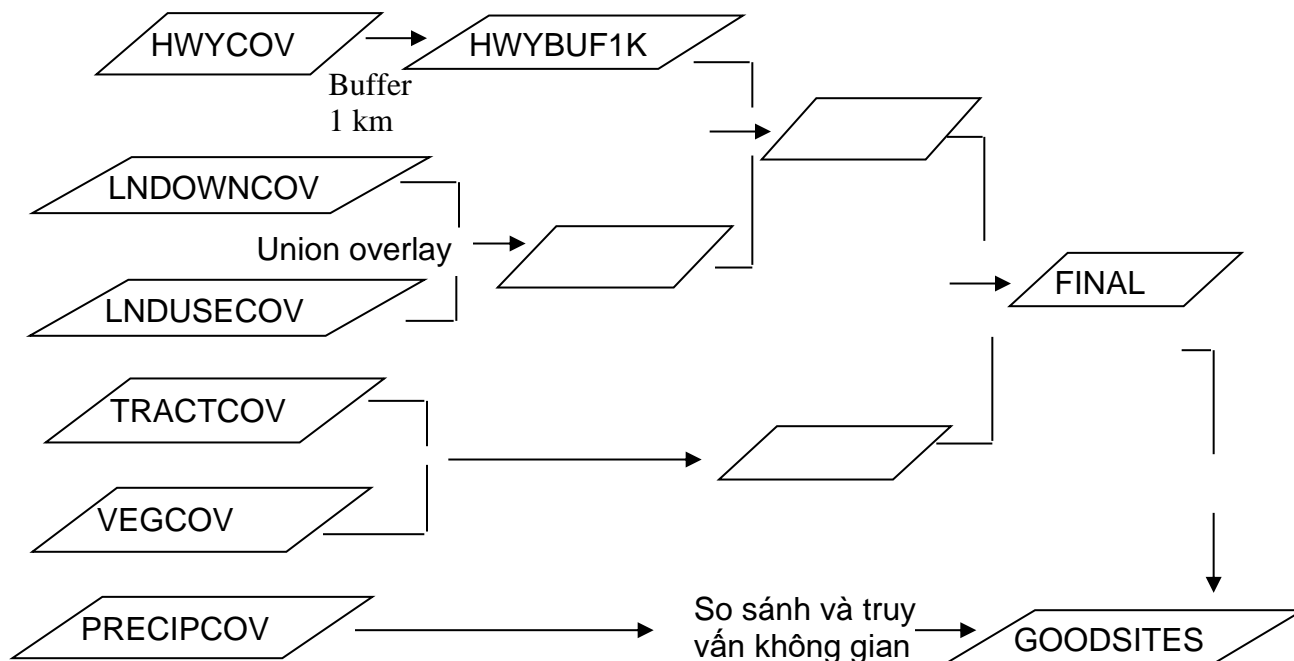 HWYCOV
HWYBUF1K
Buffer
1 km
LNDOWNCOV
Union overlay
LNDUSECOV
FINAL
TRACTCOV
VEGCOV
PRECIPCOV
So sánh và truy
vấn không gian
GOODSITES